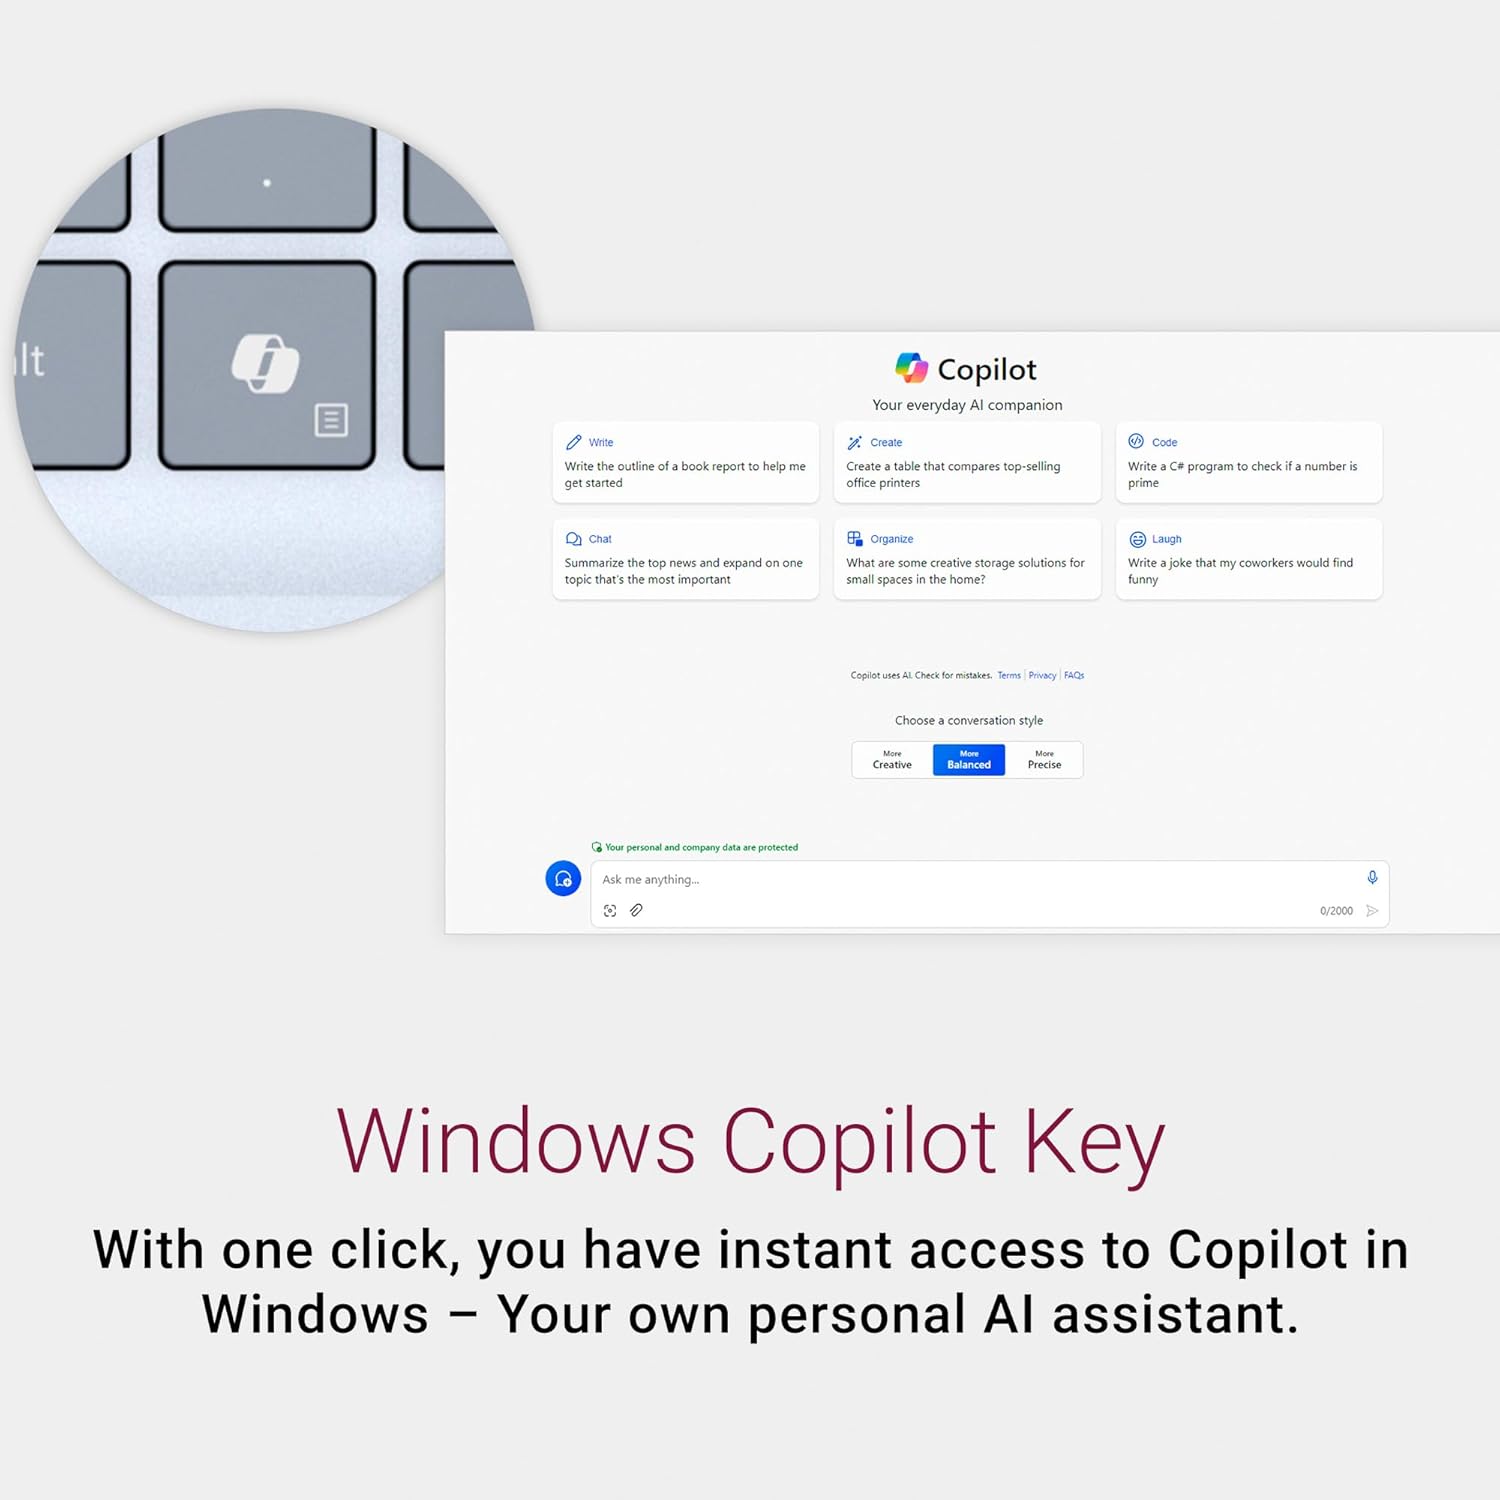 lt
Copilot
Your everyday AI companion
Write
Write the outline of a book report to help me
get started
Create
Create a table that compares top-selling
office printers
Code
Write a C# program to check if a number is
prime
Chat
Summarize the top news and expand on one
topic that's the most important
Organize
What are some creative storage solutions for
small spaces in the home?
Laugh
Write a joke that my coworkers would find
funny
Copilot uses AI. Check for mistakes. Terms | Privacy | FAQs
Choose a conversation style
More
Creative
More
Balanced
More
Precise
Your personal and company data are protected
Ask me anything...
0/2000
Windows Copilot Key
With one click, you have instant access to Copilot in
Windows – Your own personal AI assistant.